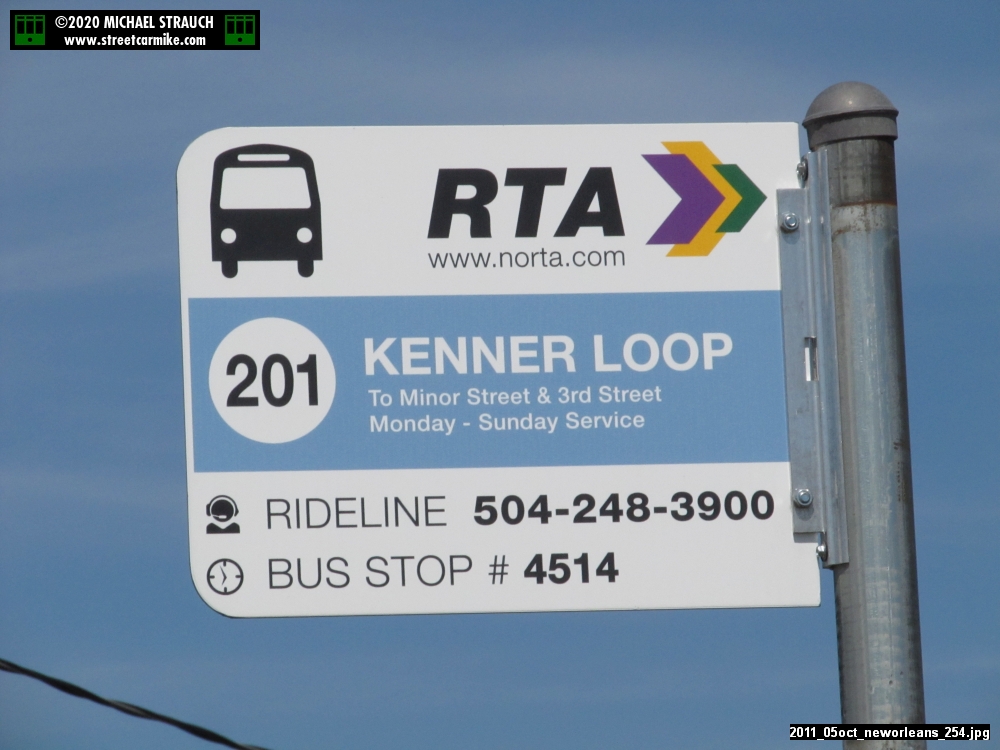 ©2020 MICHAEL STRAUCH
www.streetcarmike.com
RTA
www.norta.com
201
KENNER LOOP
To Minor Street & 3rd Street
Monday - Sunday Service
RIDELINE 504-248-3900
BUS STOP # 4514
2011_05oct_neworleans_254.jpg